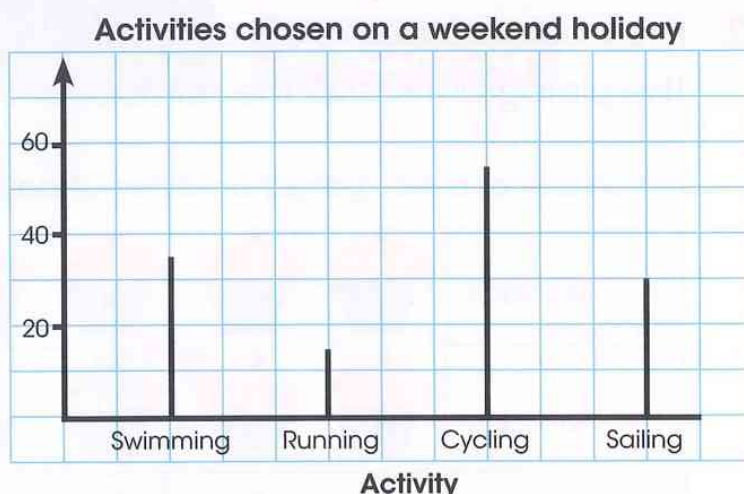 Activities chosen on a weekend holiday
60
40
20
Swimming Running Cycling Sailing
Activity